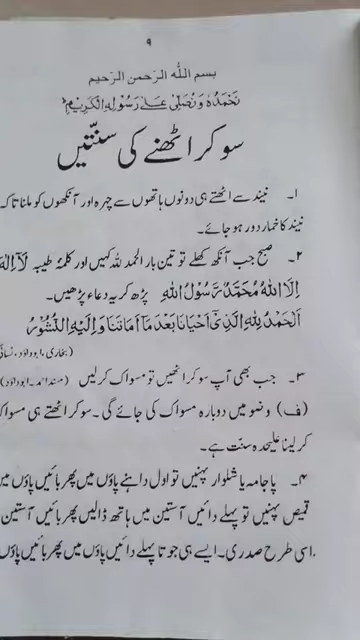 ۹
بسم الله الرحمن الرحیم
نَحْمَدُہٗ وَنُصَلِّیْ عَلٰی رَسُوْلِہِ الْکَرِیْمِ
سو کر اٹھنے کی سنتیں
۱۔ نیند سے اٹھتے ہی دونوں ہاتھوں سے چہرہ اور آنکھوں کو ملنا تاکہ
نیند کا خمار دور ہو جائے۔
۲۔ صبح جب آنکھ کھلے تو تین بار الحمد للہ کہیں اور کلمۂ طیبہ لَآ اِلٰہَ
اِلَّا اللہُ مُحَمَّدٌ رَّسُوْلُ اللہِ پڑھ کر یہ دعاء پڑھیں۔
اَلْحَمْدُ لِلّٰہِ الَّذِیْٓ اَحْیَانَا بَعْدَ مَآ اَمَاتَنَا وَاِلَیْہِ النُّشُوْرُ
(بخاری، ابوداؤد، نسائی
۳۔ جب بھی آپ سو کر اٹھیں تو مسواک کر لیں (مسند احمد۔ ابوداؤد)
(ف) وضو میں دوبارہ مسواک کی جائے گی۔ سو کر اٹھتے ہی مسواک
کر لینا علیحدہ سنت ہے۔
۴۔ پاجامہ یا شلوار پہنیں تو اول داہنے پاؤں میں پھر بائیں پاؤں میں
قمیص پہنیں تو پہلے دائیں آستین میں ہاتھ ڈالیں پھر بائیں آستین
اسی طرح صدری۔ ایسے ہی جوتا پہلے دائیں پاؤں میں پھر بائیں پاؤں